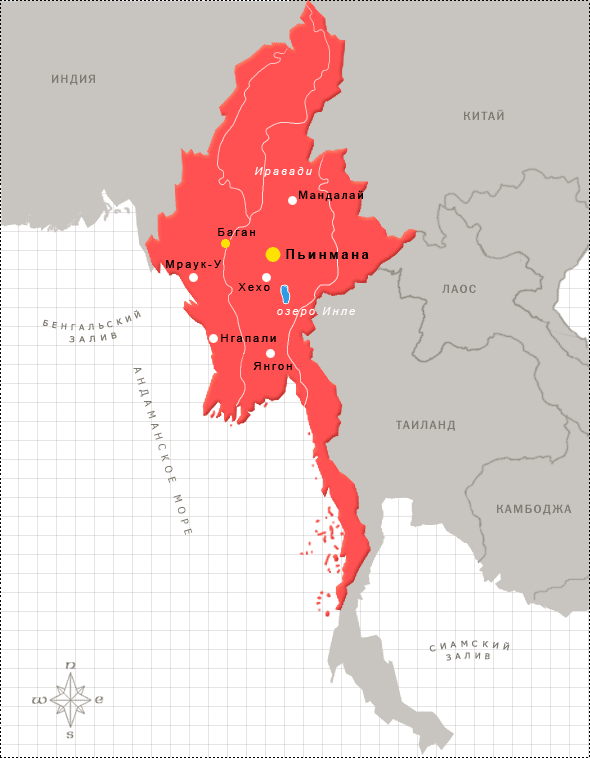 ИНДИЯ
КИТАЙ
Иравади
Мандалай
Баган
Пьинмана
Мраук-У
Хехо
ЛАОС
озеро Инле
БЕНГАЛЬСКИЙ
ЗАЛИВ
Нгапали
Янгон
АНДАМАНСКОЕ МОРЕ
ТАИЛАНД
КАМБОДЖА
СИАМСКИЙ
ЗАЛИВ
n
w e
s